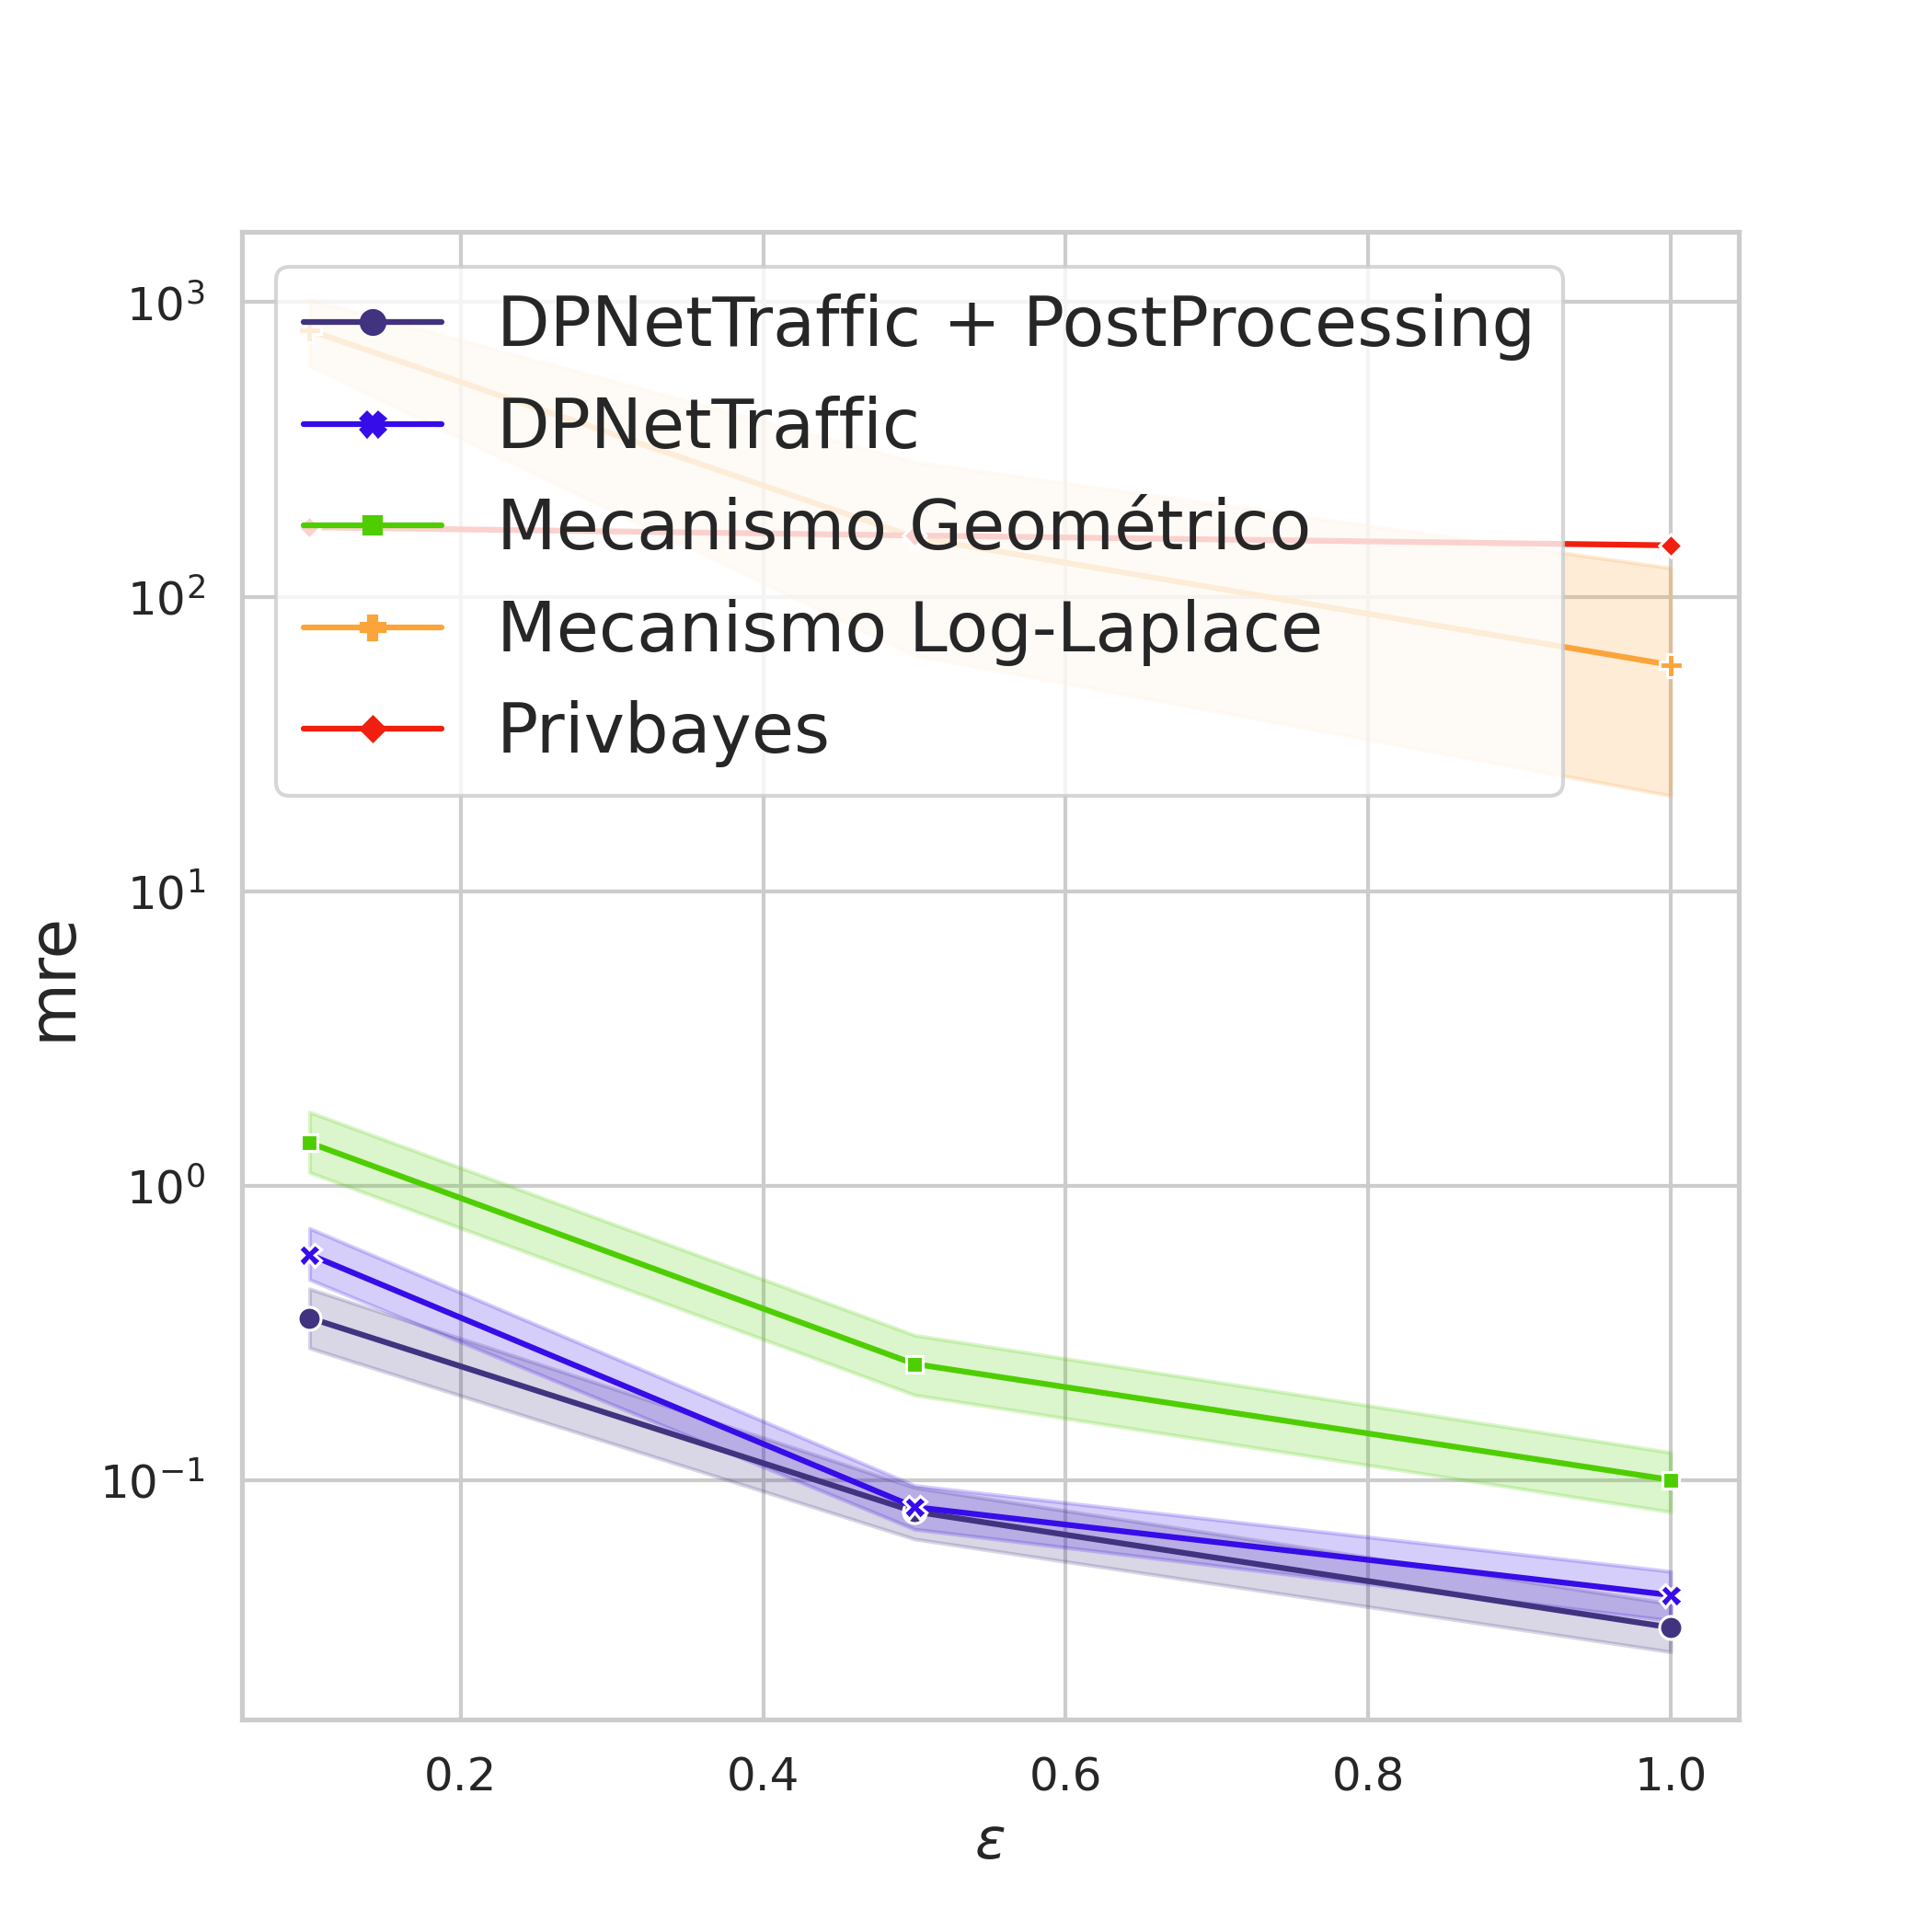 10³
DPNetTraffic + PostProcessing
DPNetTraffic
Mecanismo Geométrico
10²
Mecanismo Log-Laplace
Privbayes
10¹
mre
10⁰
10⁻¹
0.2 0.4 0.6 0.8 1.0
ε